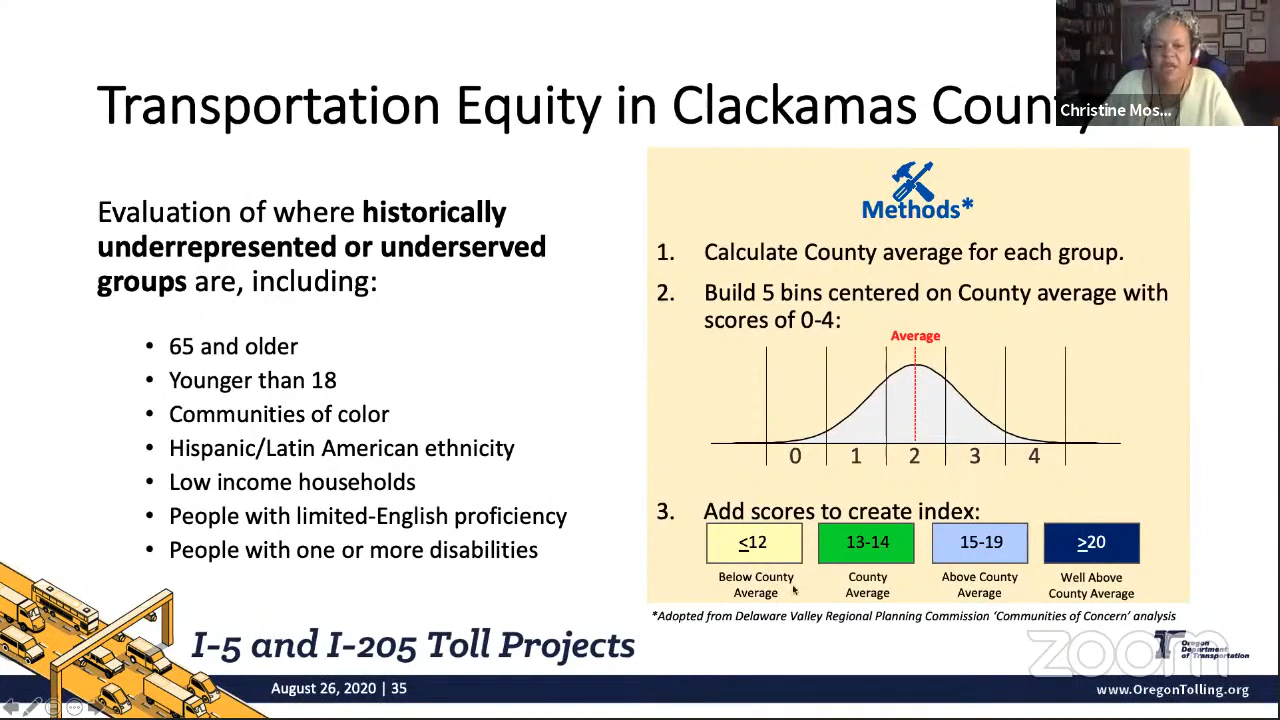 Transportation Equity in Clackamas County
Christine Mos...
Evaluation of where historically
underrepresented or underserved
groups are, including:
• 65 and older
• Younger than 18
• Communities of color
• Hispanic/Latin American ethnicity
• Low income households
• People with limited-English proficiency
• People with one or more disabilities
Methods*
1. Calculate County average for each group.
2. Build 5 bins centered on County average with
scores of 0-4:
Average
0 1 2 3 4
3. Add scores to create index:
≤12 13-14 15-19 ≥20
Below County Average
County Average
Above County Average
Well Above County Average
*Adopted from Delaware Valley Regional Planning Commission 'Communities of Concern' analysis
I-5 and I-205 Toll Projects
zoom
Oregon
Department
of Transportation
August 26, 2020 | 35
www.OregonTolling.org